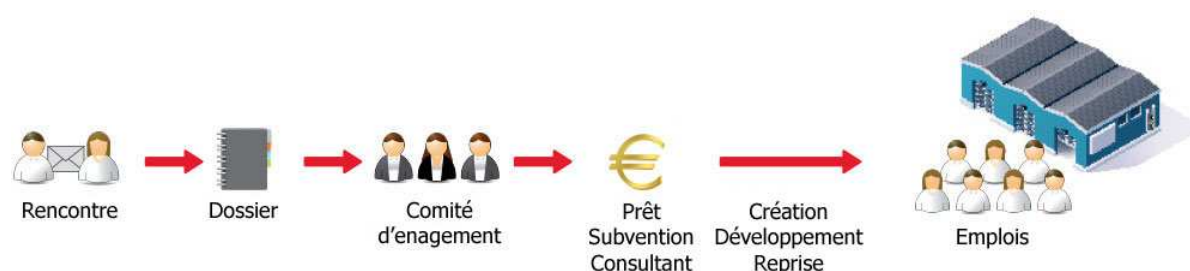 Rencontre
Dossier
Comité
d'enagement
Prêt
Subvention
Consultant
Création
Développement
Reprise
Emplois